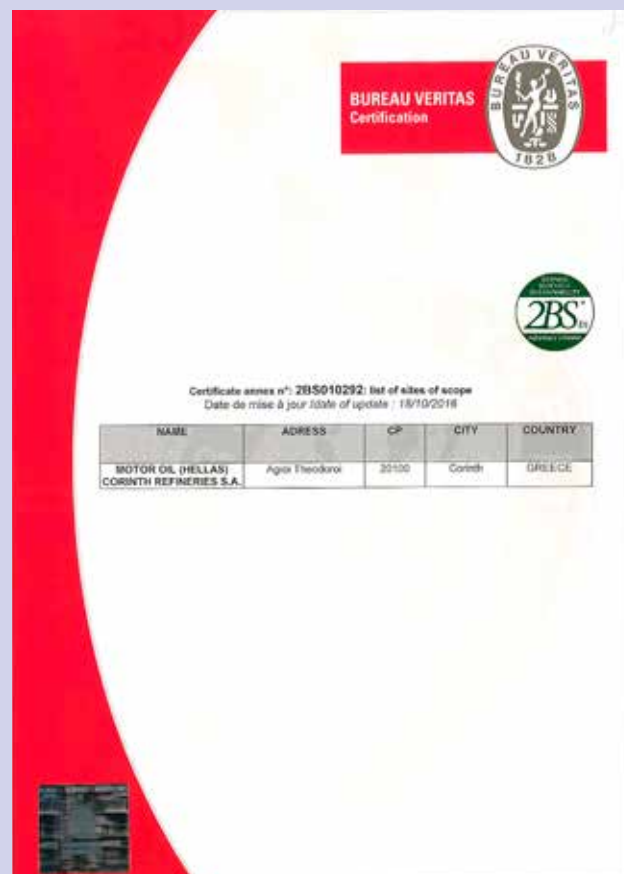 BUREAU VERITAS
Certification
BUREAU VERITAS
1828
2BS
Certificate annex n°: 2BS010292: list of sites of scope
Date de mise à jour /date of update : 18/10/2016
NAME ADRESS CP CITY COUNTRY
MOTOR OIL (HELLAS) Agioi Theodoroi 20100 Corinth GREECE
CORINTH REFINERIES S.A.